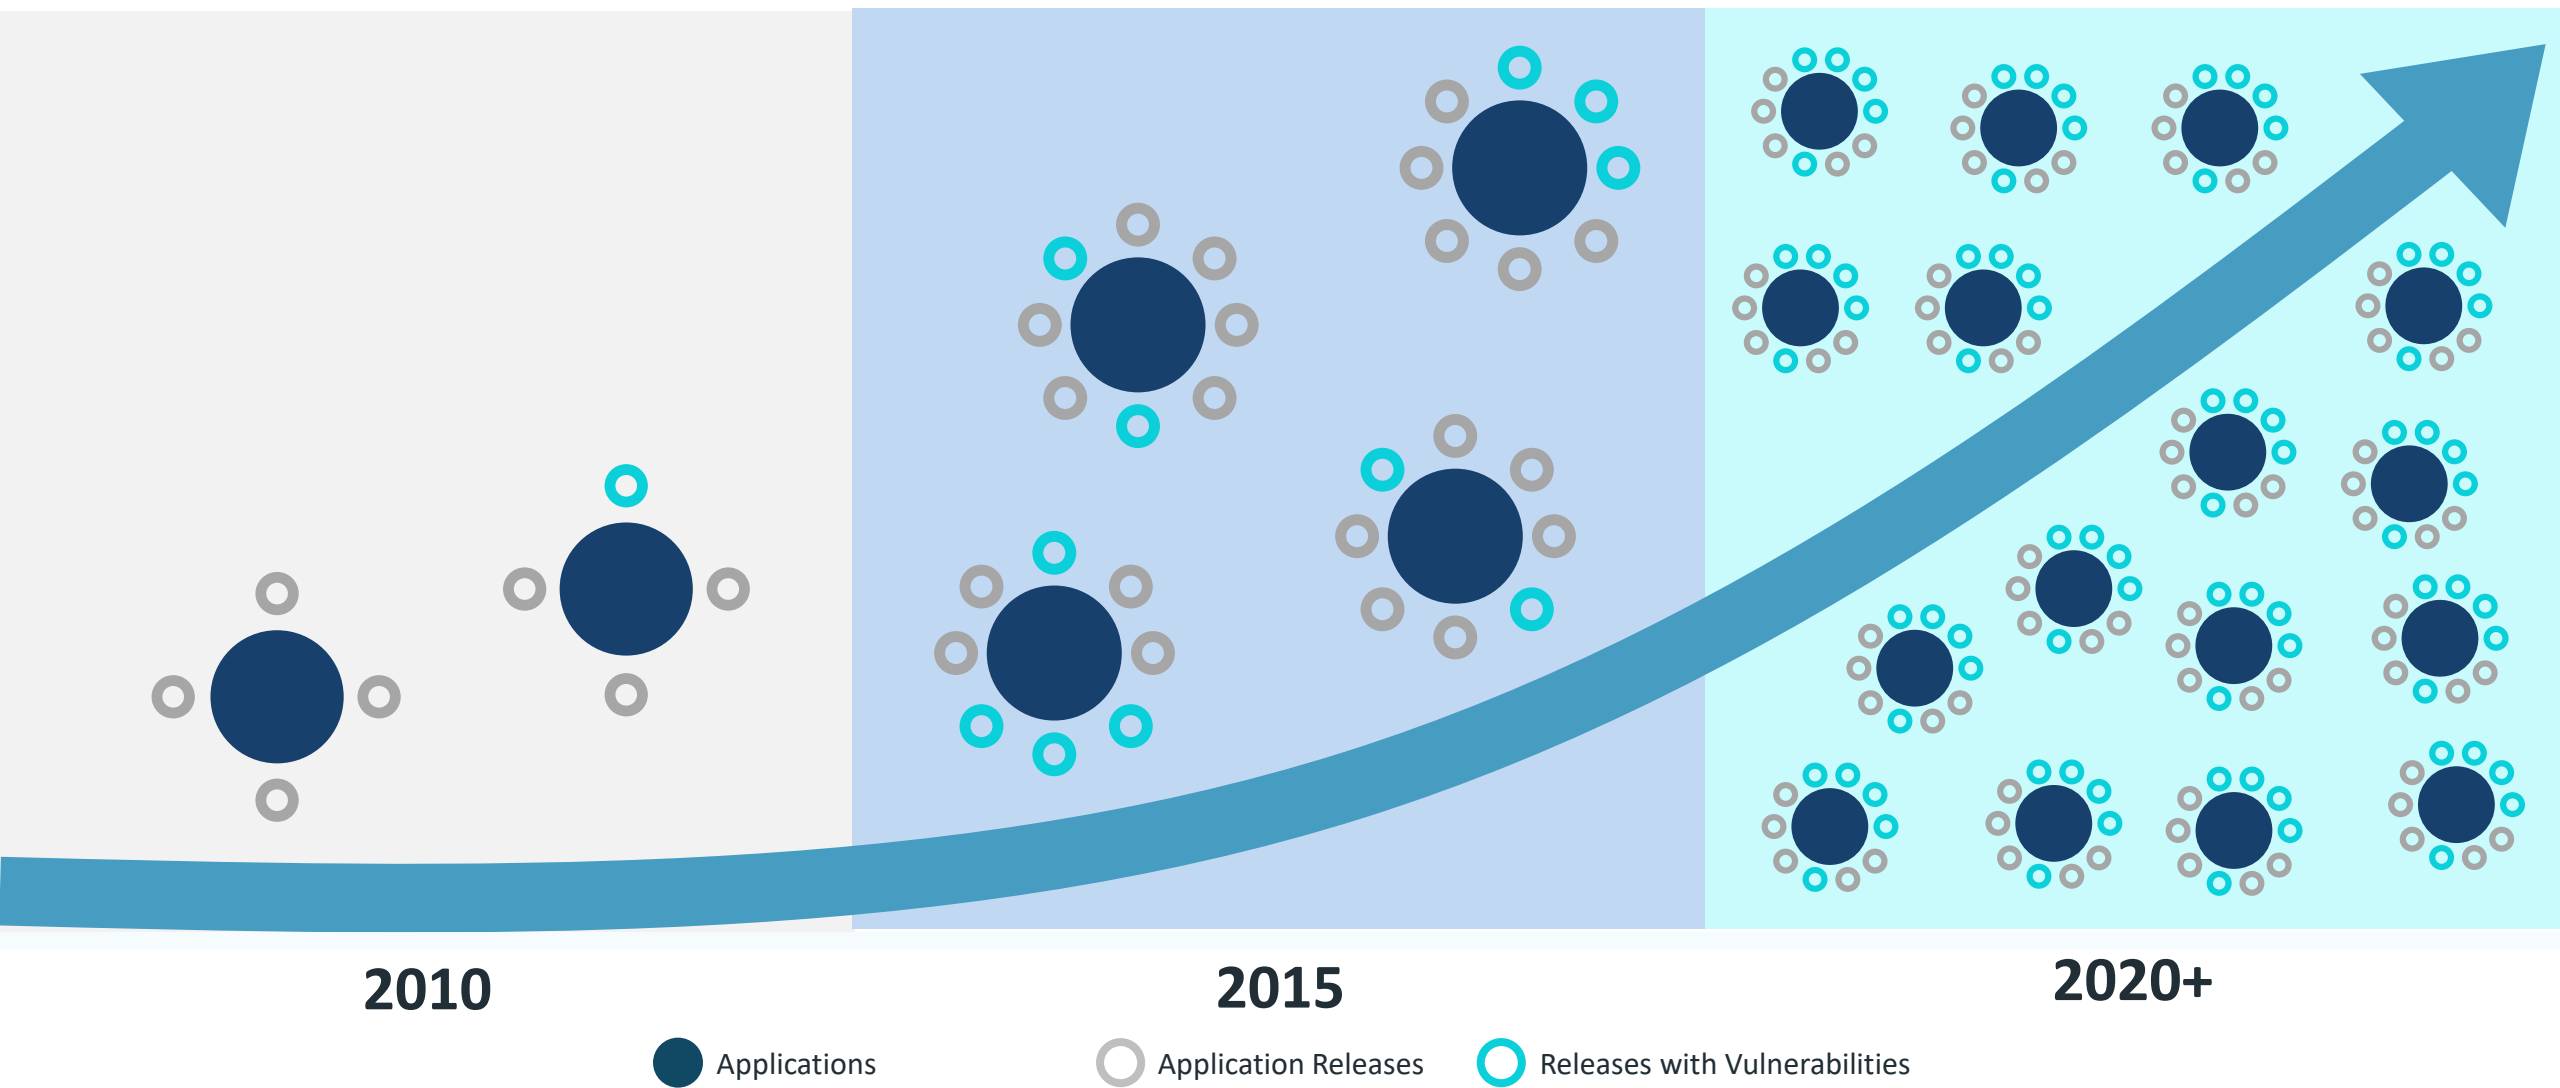 2010
2015
2020+
Applications
Application Releases
Releases with Vulnerabilities